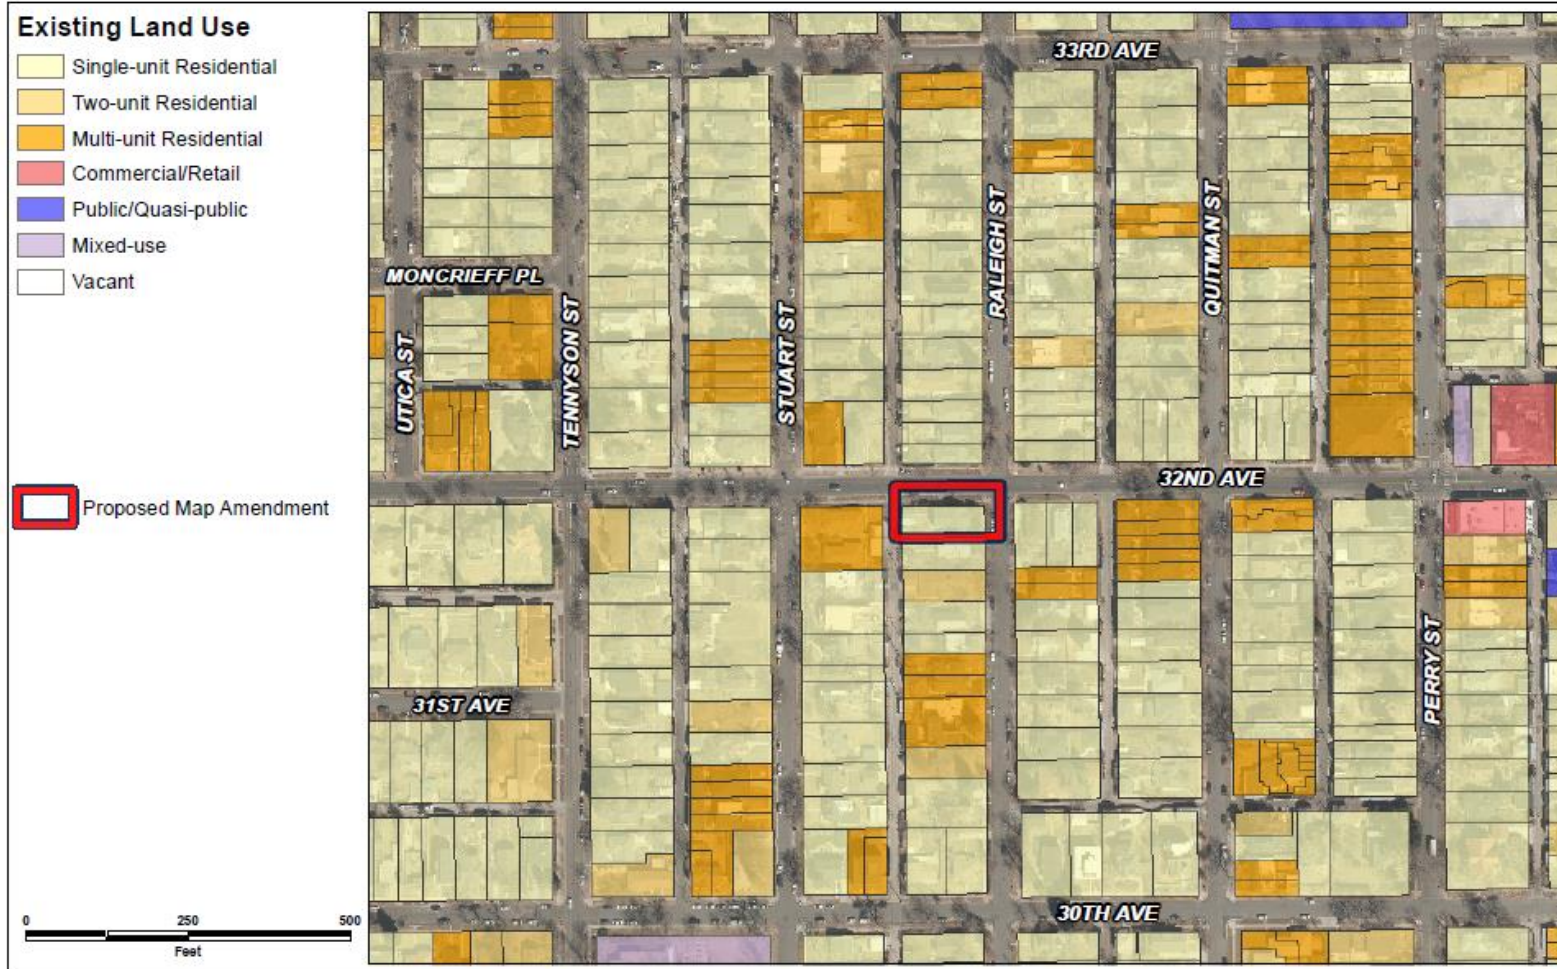 Existing Land Use
Single-unit Residential
Two-unit Residential
Multi-unit Residential
Commercial/Retail
Public/Quasi-public
Mixed-use
Vacant
Proposed Map Amendment
0 250 500
Feet
33RD AVE
MONCRIEFF PL
UTICA ST
TENNYSON ST
STUART ST
RALEIGH ST
QUITMAN ST
32ND AVE
31ST AVE
PERRY ST
30TH AVE